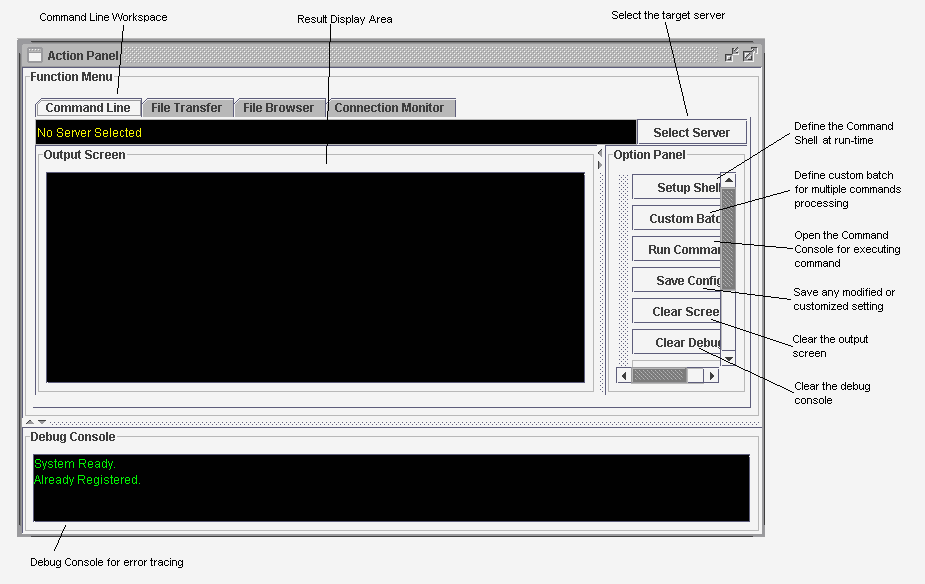 Command Line Workspace
Result Display Area
Select the target server
Action Panel
Function Menu
Command Line
File Transfer
File Browser
Connection Monitor
No Server Selected
Select Server
Output Screen
Option Panel
Setup Shell
Custom Batc
Run Comman
Save Config
Clear Scree
Clear Debug
Define the Command
Shell at run-time
Define custom batch
for multiple commands
processing
Open the Command
Console for executing
command
Save any modified or
customized setting
Clear the output
screen
Clear the debug
console
Debug Console
System Ready.
Already Registered.
Debug Console for error tracing